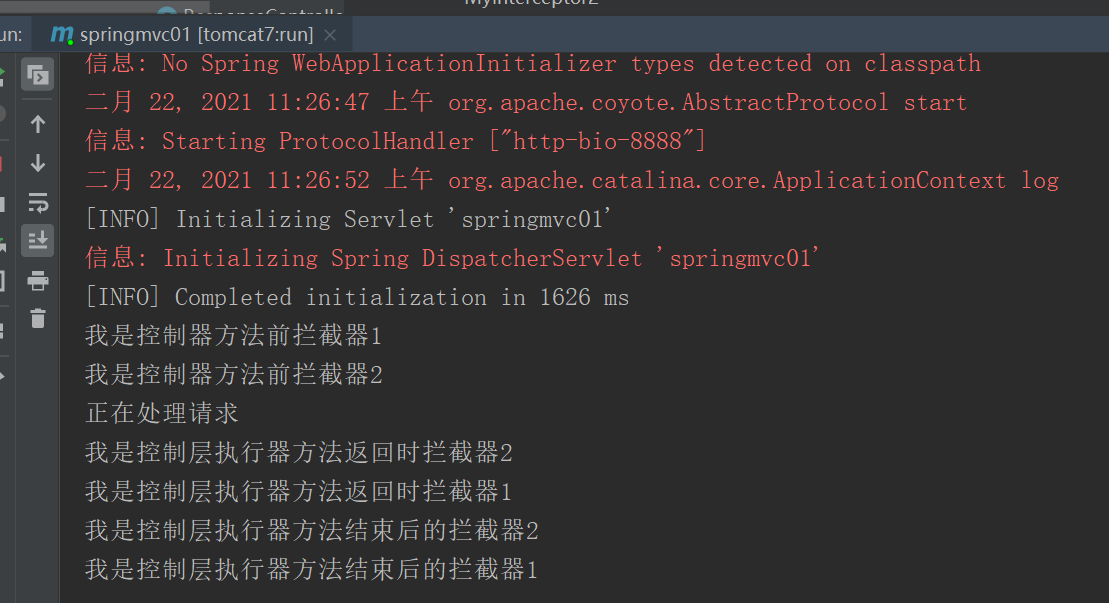 MyInterceptor2
ResponseController
un:
springmvc01 [tomcat7:run]
信息: No Spring WebApplicationInitializer types detected on classpath
二月 22, 2021 11:26:47 上午 org.apache.coyote.AbstractProtocol start
信息: Starting ProtocolHandler ["http-bio-8888"]
二月 22, 2021 11:26:52 上午 org.apache.catalina.core.ApplicationContext log
[INFO] Initializing Servlet 'springmvc01'
信息: Initializing Spring DispatcherServlet 'springmvc01'
[INFO] Completed initialization in 1626 ms
我是控制器方法前拦截器1
我是控制器方法前拦截器2
正在处理请求
我是控制层执行器方法返回时拦截器2
我是控制层执行器方法返回时拦截器1
我是控制层执行器方法结束后的拦截器2
我是控制层执行器方法结束后的拦截器1